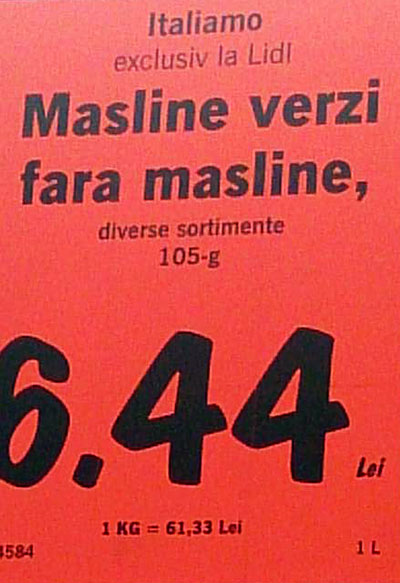 Italiamo
exclusiv la Lidl
Masline verzi
fara masline,
diverse sortimente
105-g
6.44 Lei
1 KG = 61,33 Lei
4584 1 L